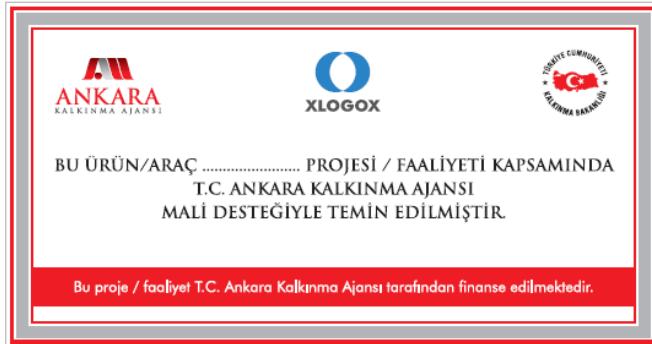 ANKARA
KALKINMA AJANSI
XLOGOX
TÜRKİYE CUMHURİYETİ
KALKINMA BAKANLIĞI
BU ÜRÜN/ARAÇ ........................ PROJESİ / FAALİYETİ KAPSAMINDA
T.C. ANKARA KALKINMA AJANSI
MALİ DESTEĞİYLE TEMİN EDİLMİŞTİR.
Bu proje / faaliyet T.C. Ankara Kalkınma Ajansı tarafından finanse edilmektedir.